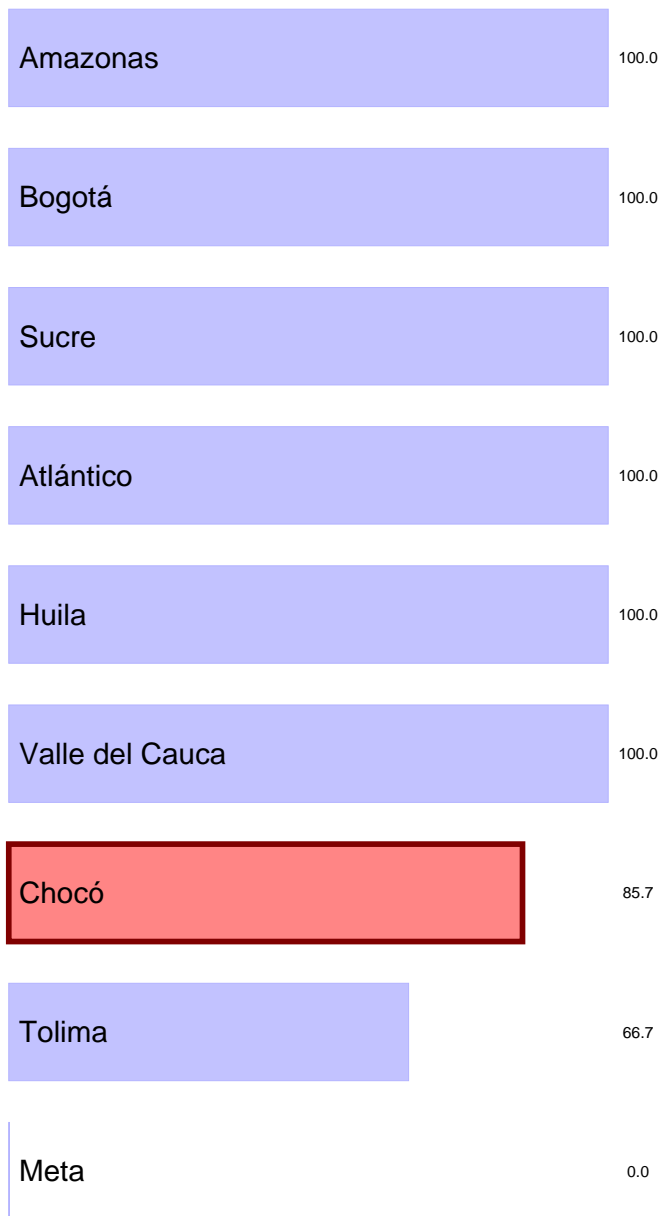 Amazonas 100.0
Bogotá 100.0
Sucre 100.0
Atlántico 100.0
Huila 100.0
Valle del Cauca 100.0
Chocó 85.7
Tolima 66.7
Meta 0.0